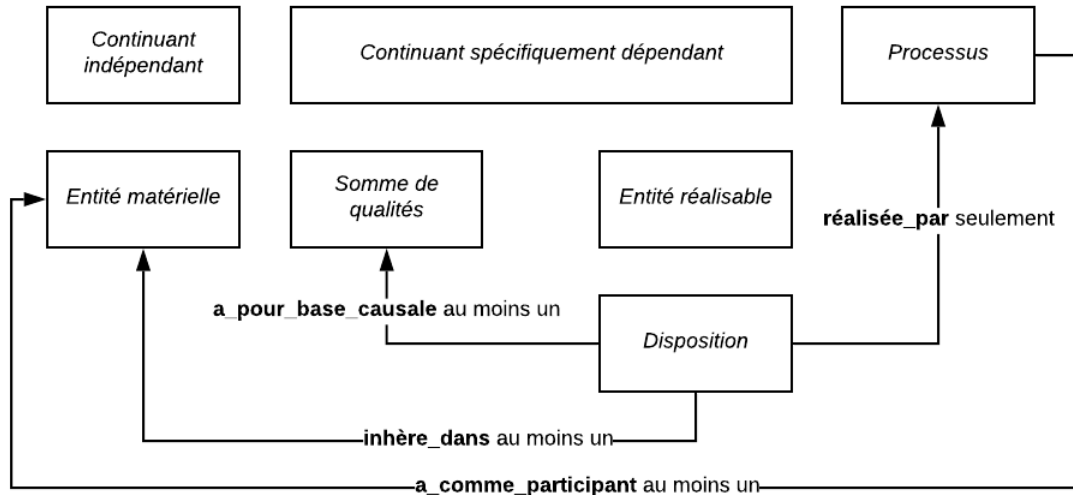 Continuant
indépendant
Continuant spécifiquement dépendant
Processus
Entité matérielle
Somme de
qualités
Entité réalisable
réalisée_par seulement
a_pour_base_causale au moins un
Disposition
inhère_dans au moins un
a_comme_participant au moins un